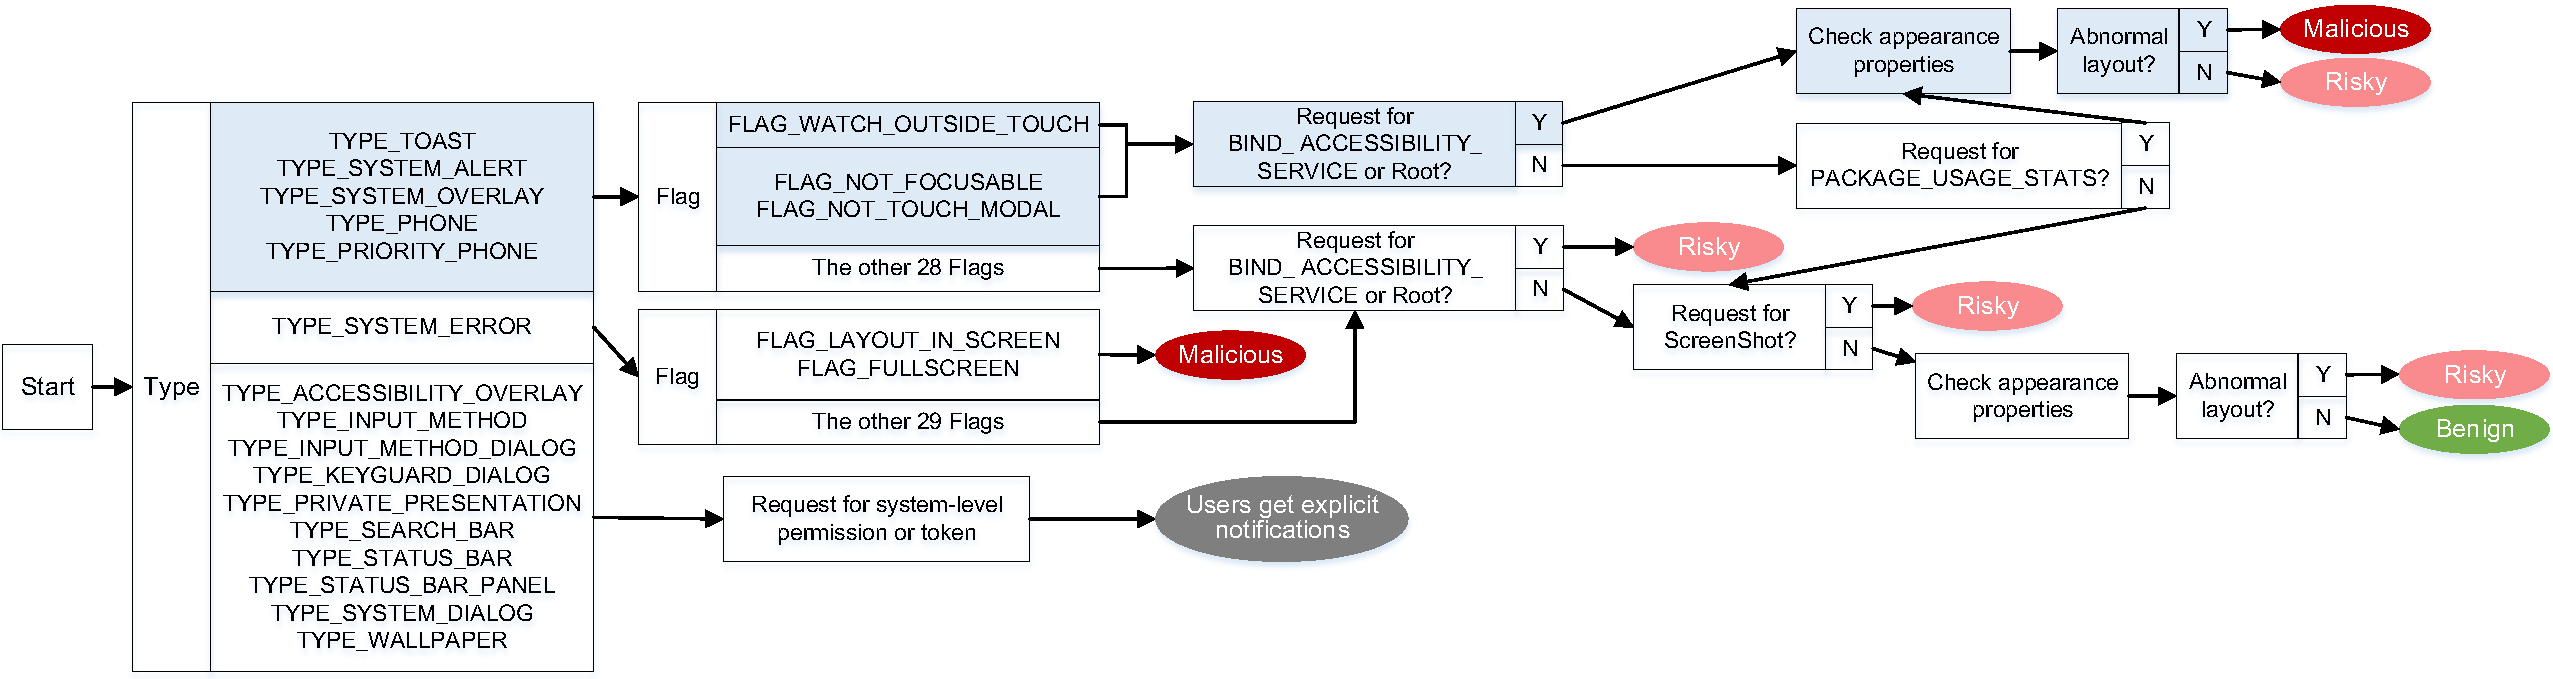 Start
Type
TYPE_TOAST
TYPE_SYSTEM_ALERT
TYPE_SYSTEM_OVERLAY
TYPE_PHONE
TYPE_PRIORITY_PHONE
TYPE_SYSTEM_ERROR
TYPE_ACCESSIBILITY_OVERLAY
TYPE_INPUT_METHOD
TYPE_INPUT_METHOD_DIALOG
TYPE_KEYGUARD_DIALOG
TYPE_PRIVATE_PRESENTATION
TYPE_SEARCH_BAR
TYPE_STATUS_BAR
TYPE_STATUS_BAR_PANEL
TYPE_SYSTEM_DIALOG
TYPE_WALLPAPER
Flag
FLAG_WATCH_OUTSIDE_TOUCH
FLAG_NOT_FOCUSABLE
FLAG_NOT_TOUCH_MODAL
The other 28 Flags
Flag
FLAG_LAYOUT_IN_SCREEN
FLAG_FULLSCREEN
The other 29 Flags
Malicious
Request for system-level
permission or token
Users get explicit
notifications
Request for
BIND_ ACCESSIBILITY_
SERVICE or Root?
Y
N
Request for
BIND_ ACCESSIBILITY_
SERVICE or Root?
Y
N
Risky
Check appearance
properties
Abnormal
layout?
Y
N
Malicious
Risky
Request for
PACKAGE_USAGE_STATS?
Y
N
Request for
ScreenShot?
Y
N
Risky
Check appearance
properties
Abnormal
layout?
Y
N
Risky
Benign